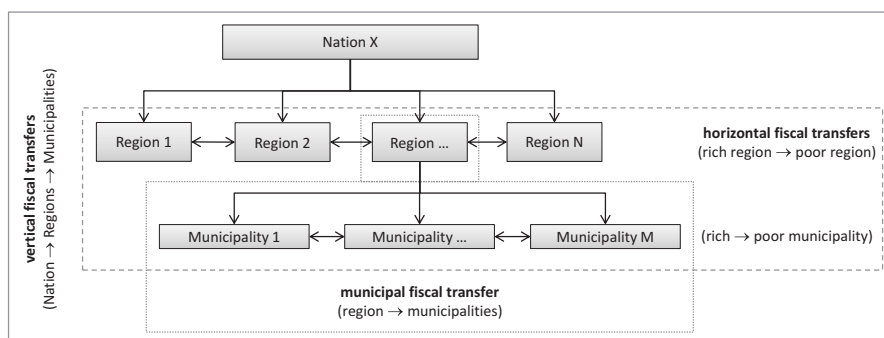 Nation X
vertical fiscal transfers
(Nation → Regions → Municipalities)
Region 1
Region 2
Region ...
Region N
horizontal fiscal transfers
(rich region → poor region)
Municipality 1
Municipality ...
Municipality M
(rich → poor municipality)
municipal fiscal transfer
(region → municipalities)